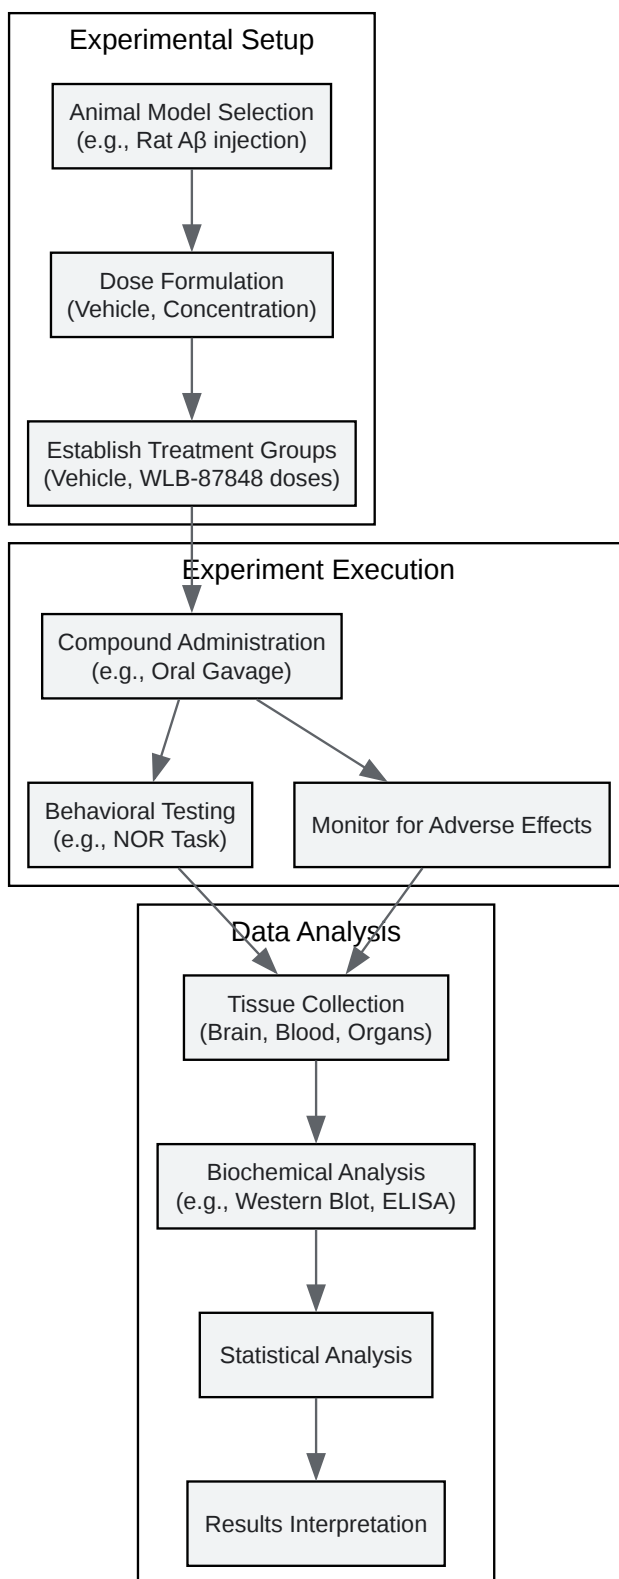 Experimental Setup
Animal Model Selection
(e.g., Rat Aβ injection)
Dose Formulation
(Vehicle, Concentration)
Establish Treatment Groups
(Vehicle, WLB-87848 doses)
Experiment Execution
Compound Administration
(e.g., Oral Gavage)
Behavioral Testing
(e.g., NOR Task)
Monitor for Adverse Effects
Data Analysis
Tissue Collection
(Brain, Blood, Organs)
Biochemical Analysis
(e.g., Western Blot, ELISA)
Statistical Analysis
Results Interpretation